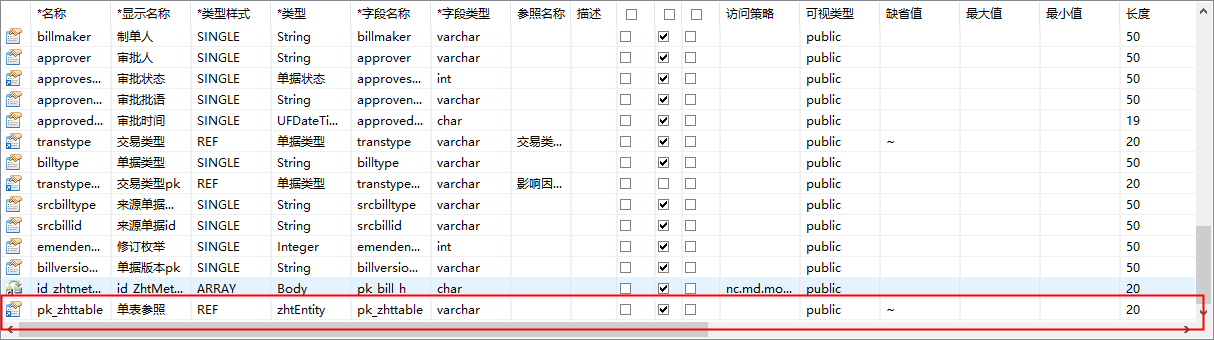 *名称 *显示名称 *类型样式 *类型 *字段名称 *字段类型 参照名称 描述 访问策略 可视类型 缺省值 最大值 最小值 长度
billmaker 制单人 SINGLE String billmaker varchar public 50
approver 审批人 SINGLE String approver varchar public 50
approves... 审批状态 SINGLE 单据状态 approves... int public 50
approven... 审批批语 SINGLE String approven... varchar public 50
approved... 审批时间 SINGLE UFDateTi... approved... char public 19
transtype 交易类型 REF 单据类型 transtype varchar 交易类... public ~ 20
billtype 单据类型 SINGLE String billtype varchar public 50
transtype... 交易类型pk REF 单据类型 transtype... varchar 影响因... public 20
srcbilltype 来源单据... SINGLE String srcbilltype varchar public 50
srcbillid 来源单据id SINGLE String srcbillid varchar public 50
emenden... 修订枚举 SINGLE Integer emenden... int public 50
billversio... 单据版本pk SINGLE String billversio... varchar public 50
id_zhtmet... id_ZhtMet... ARRAY Body pk_bill_h char nc.md.mo... public 20
pk_zhttable 单表参照 REF zhtEntity pk_zhttable varchar public ~ 20